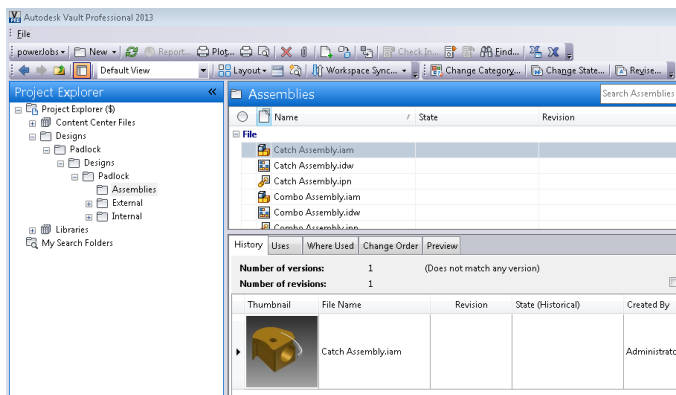 Autodesk Vault Professional 2013
File
powerJobs New Report... Plot... Check In... Find...
Default View Layout Workspace Sync... Change Category... Change State... Revise...
Project Explorer « Assemblies Search Assemblies
Project Explorer ($)
Content Center Files
Designs
Padlock
Designs
Padlock
Assemblies
External
Internal
Libraries
My Search Folders
Name / State Revision
File
Catch Assembly.iam
Catch Assembly.idw
Catch Assembly.ipn
Combo Assembly.iam
Combo Assembly.idw
Combo Assembly.ipn
History Uses Where Used Change Order Preview
Number of versions: 1 (Does not match any version)
Number of revisions: 1
Thumbnail File Name Revision State (Historical) Created By
Catch Assembly.iam Administrato